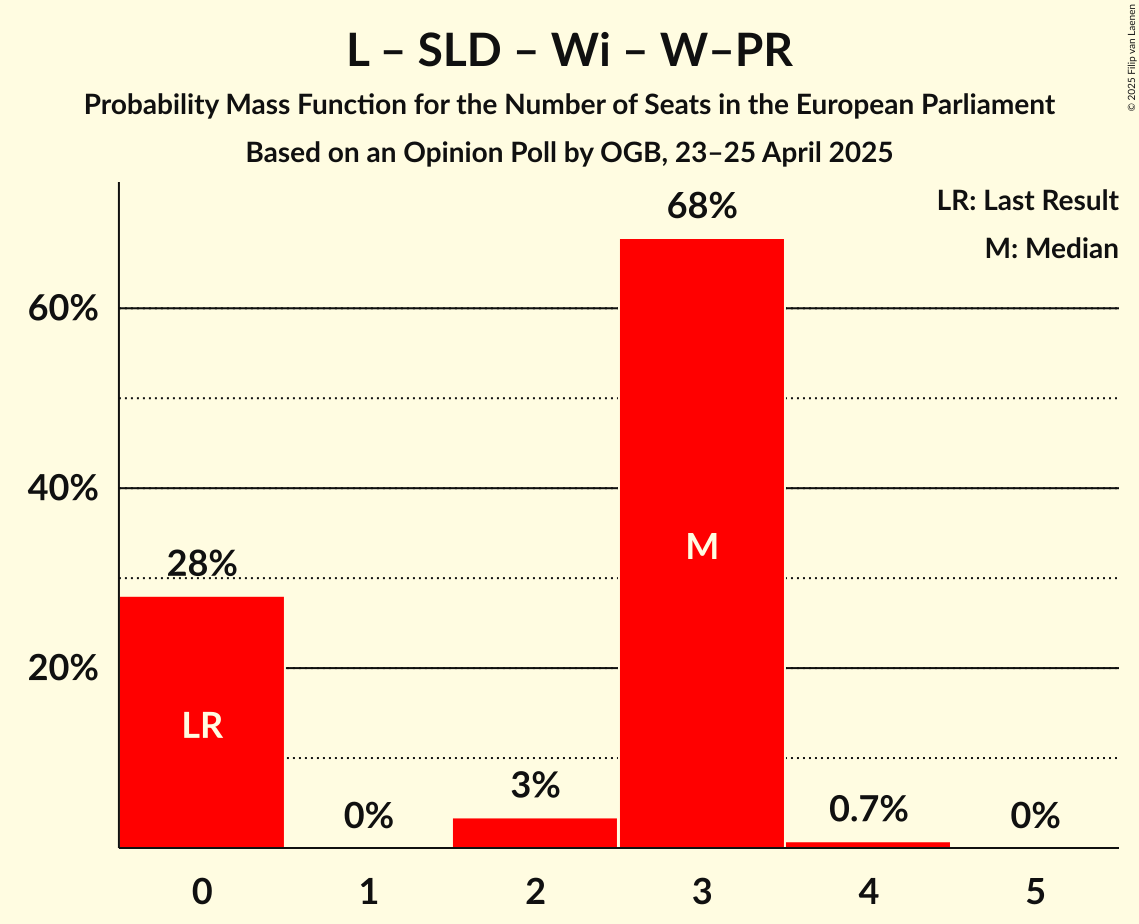 L – SLD – Wi – W–PR
Probability Mass Function for the Number of Seats in the European Parliament
Based on an Opinion Poll by OGB, 23–25 April 2025
© 2025 Filip van Laenen
LR: Last Result
M: Median
68%
60%
40%
M
28%
20%
LR
3%
0%
0.7%
0%
0 1 2 3 4 5